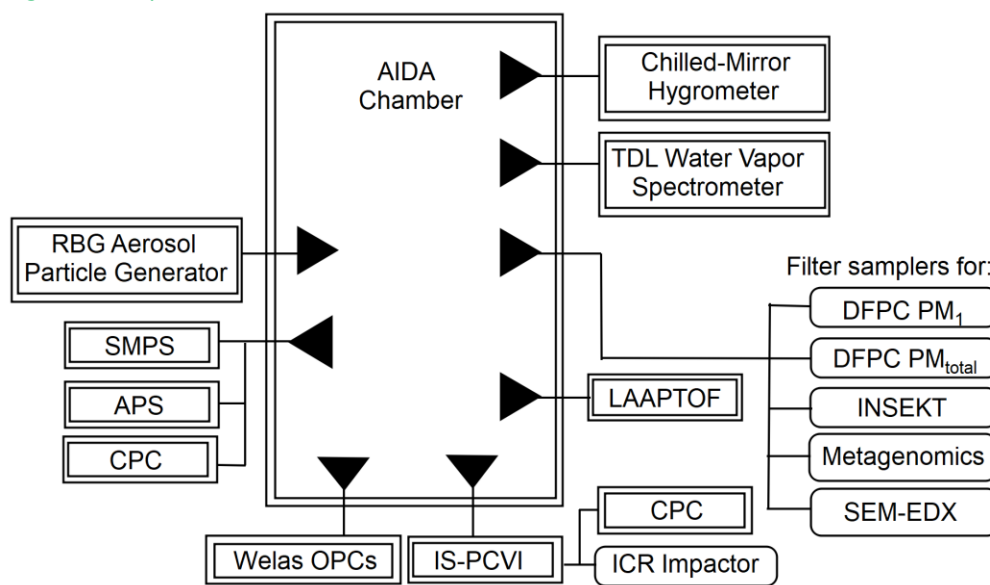 AIDA
Chamber
Chilled-Mirror
Hygrometer
TDL Water Vapor
Spectrometer
RBG Aerosol
Particle Generator
Filter samplers for:
DFPC PM₁
SMPS
DFPC PMtotal
APS
LAAPTOF
INSEKT
CPC
Metagenomics
CPC
SEM-EDX
Welas OPCs
IS-PCVI
ICR Impactor